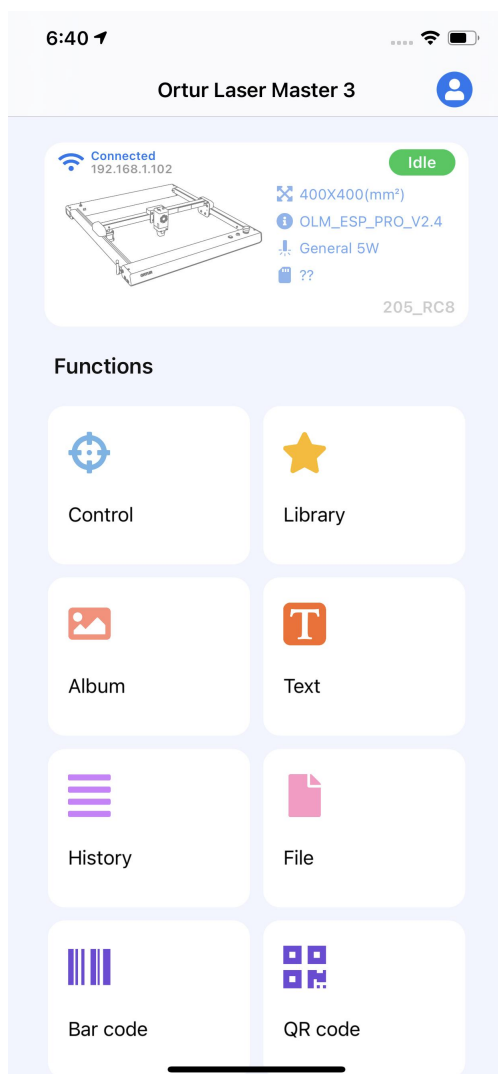 6:40
Ortur Laser Master 3
Connected
192.168.1.102
Idle
400X400(mm²)
OLM_ESP_PRO_V2.4
General 5W
??
205_RC8
ORTUR
Functions
Control
Library
T
Album
Text
History
File
Bar code
QR code